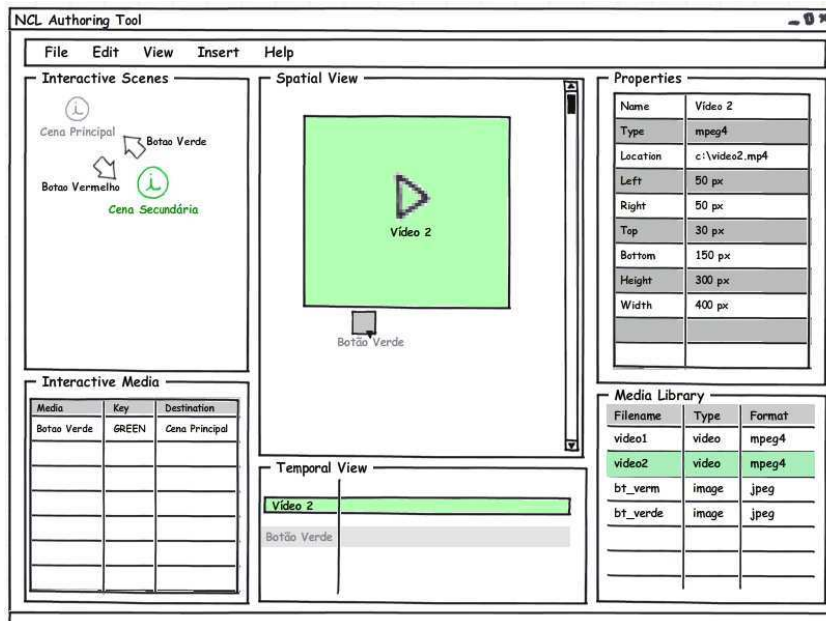 NCL Authoring Tool
File Edit View Insert Help
Interactive Scenes
Cena Principal
Botao Verde
Botao Vermelho
Cena Secundária
Spatial View
Vídeo 2
Botão Verde
Properties
Name Vídeo 2
Type mpeg4
Location c:\video2.mp4
Left 50 px
Right 50 px
Top 30 px
Bottom 150 px
Height 300 px
Width 400 px
Interactive Media
Media Key Destination
Botao Verde GREEN Cena Principal
Temporal View
Vídeo 2
Botão Verde
Media Library
Filename Type Format
video1 video mpeg4
video2 video mpeg4
bt_verm image jpeg
bt_verde image jpeg